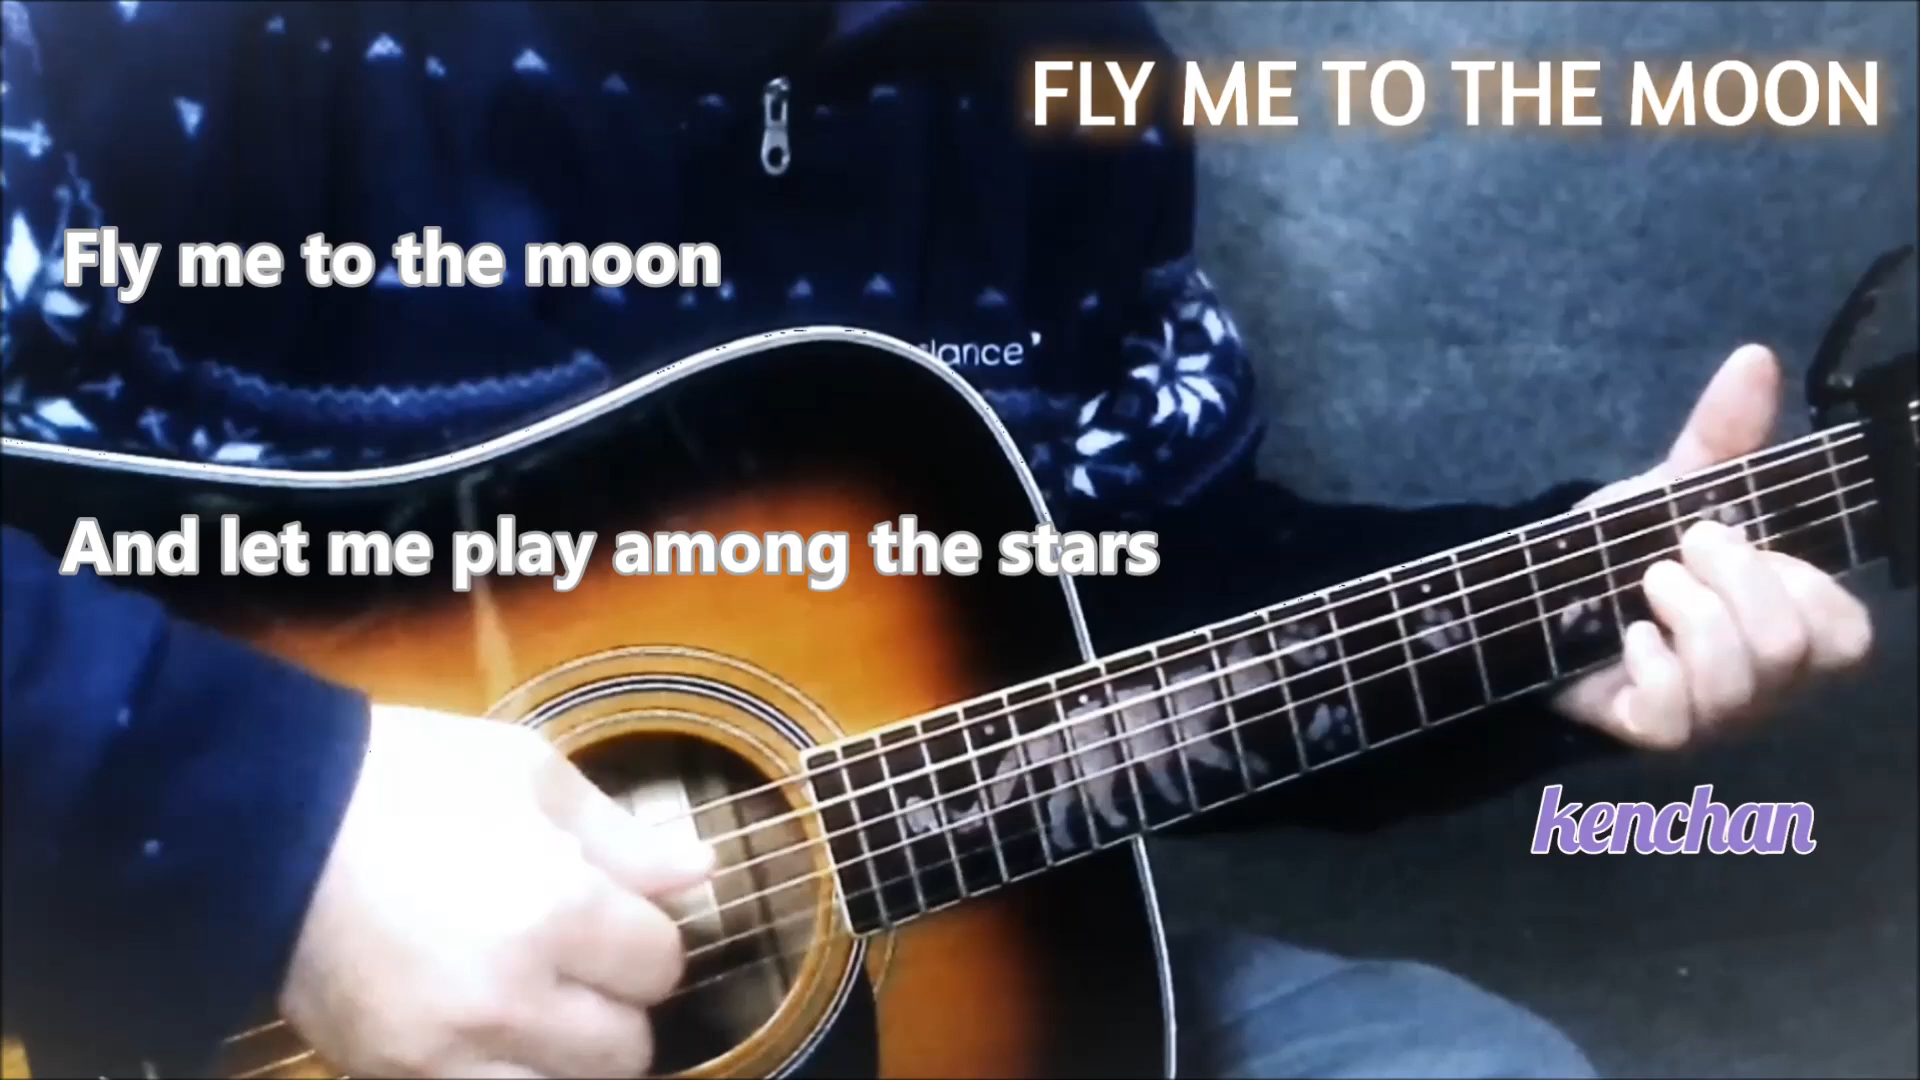 FLY ME TO THE MOON
Fly me to the moon
And let me play among the stars
kenchan